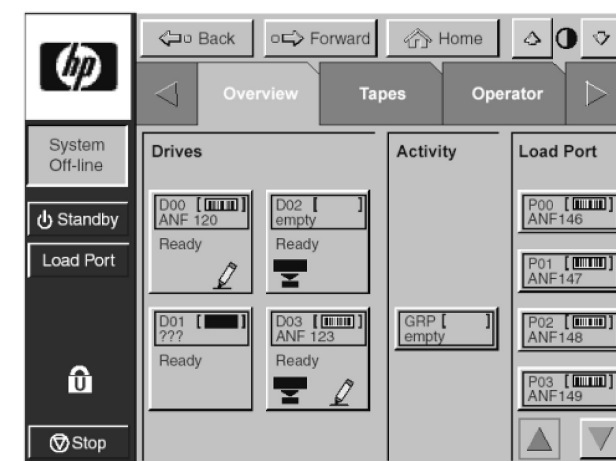 hp
Back
Forward
Home
Overview
Tapes
Operator
System
Off-line
Standby
Load Port
Stop
Drives
D00 [ ]
ANF 120
Ready
D02 [ ]
empty
Ready
D01 [ ]
???
Ready
D03 [ ]
ANF 123
Ready
Activity
GRP [ ]
empty
Load Port
P00 [ ]
ANF146
P01 [ ]
ANF147
P02 [ ]
ANF148
P03 [ ]
ANF149